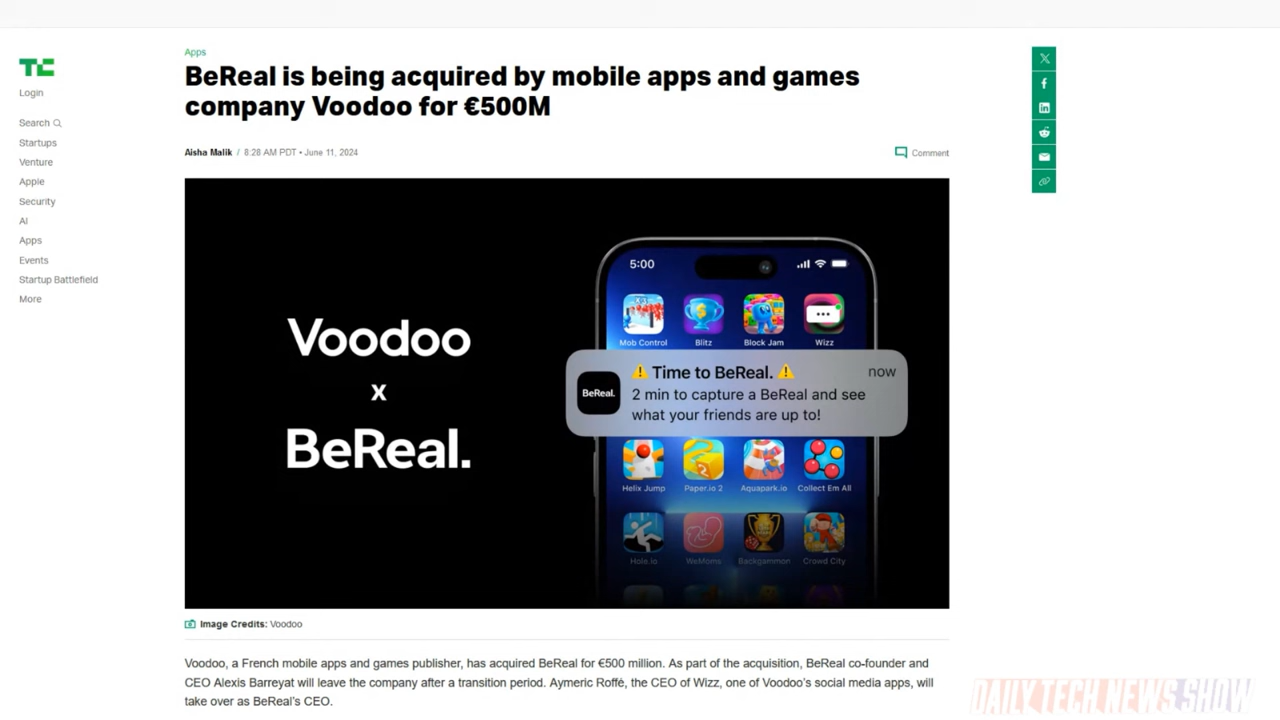 TC
Login
Search
Startups
Venture
Apple
Security
AI
Apps
Events
Startup Battlefield
More
Apps
BeReal is being acquired by mobile apps and games
company Voodoo for €500M
Aisha Malik / 8:28 AM PDT • June 11, 2024
Comment
Voodoo
x
BeReal.
5:00
Mob Control Blitz Block Jam Wizz
BeReal.
⚠️ Time to BeReal. ⚠️ now
2 min to capture a BeReal and see
what your friends are up to!
Helix Jump Paper.io 2 Aquapark.io Collect Em All
Hole.io WeMoms Backgammon Crowd City
Image Credits: Voodoo
Voodoo, a French mobile apps and games publisher, has acquired BeReal for €500 million. As part of the acquisition, BeReal co-founder and
CEO Alexis Barreyat will leave the company after a transition period. Aymeric Roffé, the CEO of Wizz, one of Voodoo's social media apps, will
take over as BeReal's CEO.
DAILY TECH NEWS SHOW